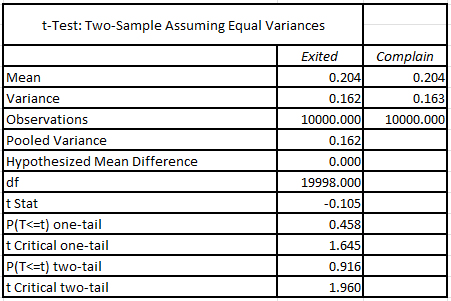 t-Test: Two-Sample Assuming Equal Variances
Exited Complain
Mean 0.204 0.204
Variance 0.162 0.163
Observations 10000.000 10000.000
Pooled Variance 0.162
Hypothesized Mean Difference 0.000
df 19998.000
t Stat -0.105
P(T<=t) one-tail 0.458
t Critical one-tail 1.645
P(T<=t) two-tail 0.916
t Critical two-tail 1.960